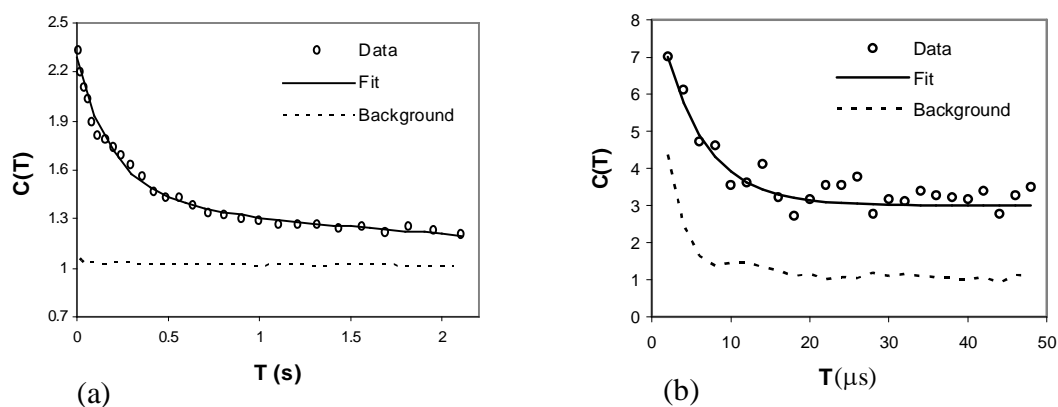 2.5
2.2
1.9
1.6
1.3
1
0.7
C(T)
0
0.5
1
1.5
2
T (s)
Data
Fit
Background
(a)
8
7
6
5
4
3
2
1
0
C(T)
0
10
20
30
40
50
T(μs)
Data
Fit
Background
(b)